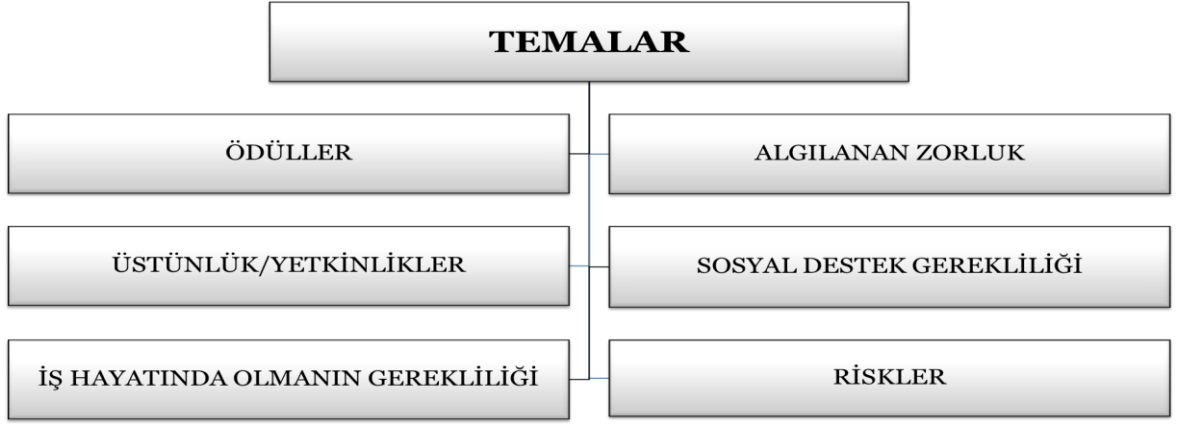 TEMALAR
ÖDÜLLER
ALGILANAN ZORLUK
ÜSTÜNLÜK/YETKİNLİKLER
SOSYAL DESTEK GEREKLİLİĞİ
İŞ HAYATINDA OLMANIN GEREKLİLİĞİ
RİSKLER